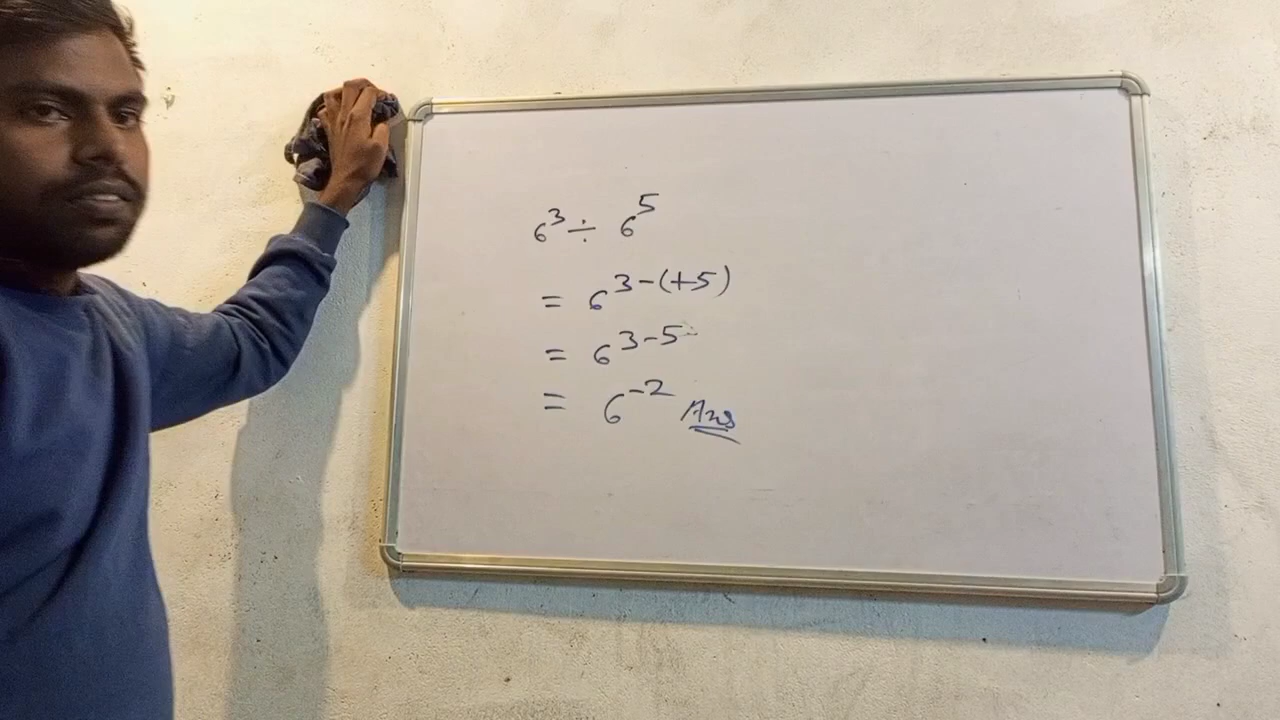 6³ ÷ 6⁵
= 6³⁻⁽⁺⁵⁾
= 6³⁻⁵
= 6⁻² Ans